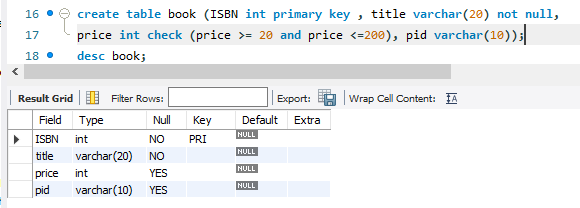 16 create table book (ISBN int primary key , title varchar(20) not null,
17 price int check (price >= 20 and price <=200), pid varchar(10));
18 desc book;
Result Grid Filter Rows: Export: Wrap Cell Content: IA
Field Type Null Key Default Extra
ISBN int NO PRI NULL
title varchar(20) NO NULL
price int YES NULL
pid varchar(10) YES NULL